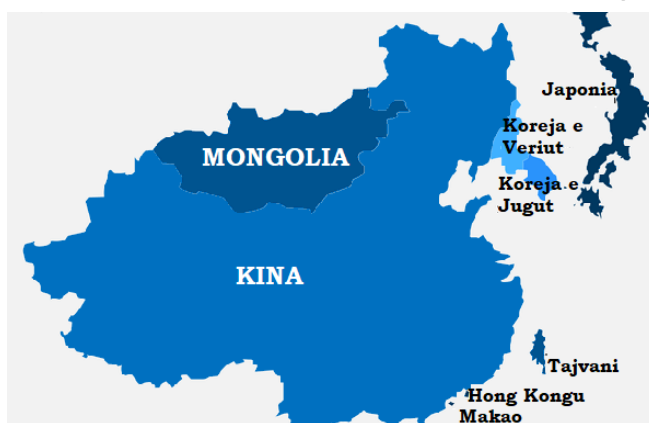 Japonia
Koreja e
Veriut
MONGOLIA
Koreja e
Jugut
KINA
Tajvani
Hong Kongu
Makao